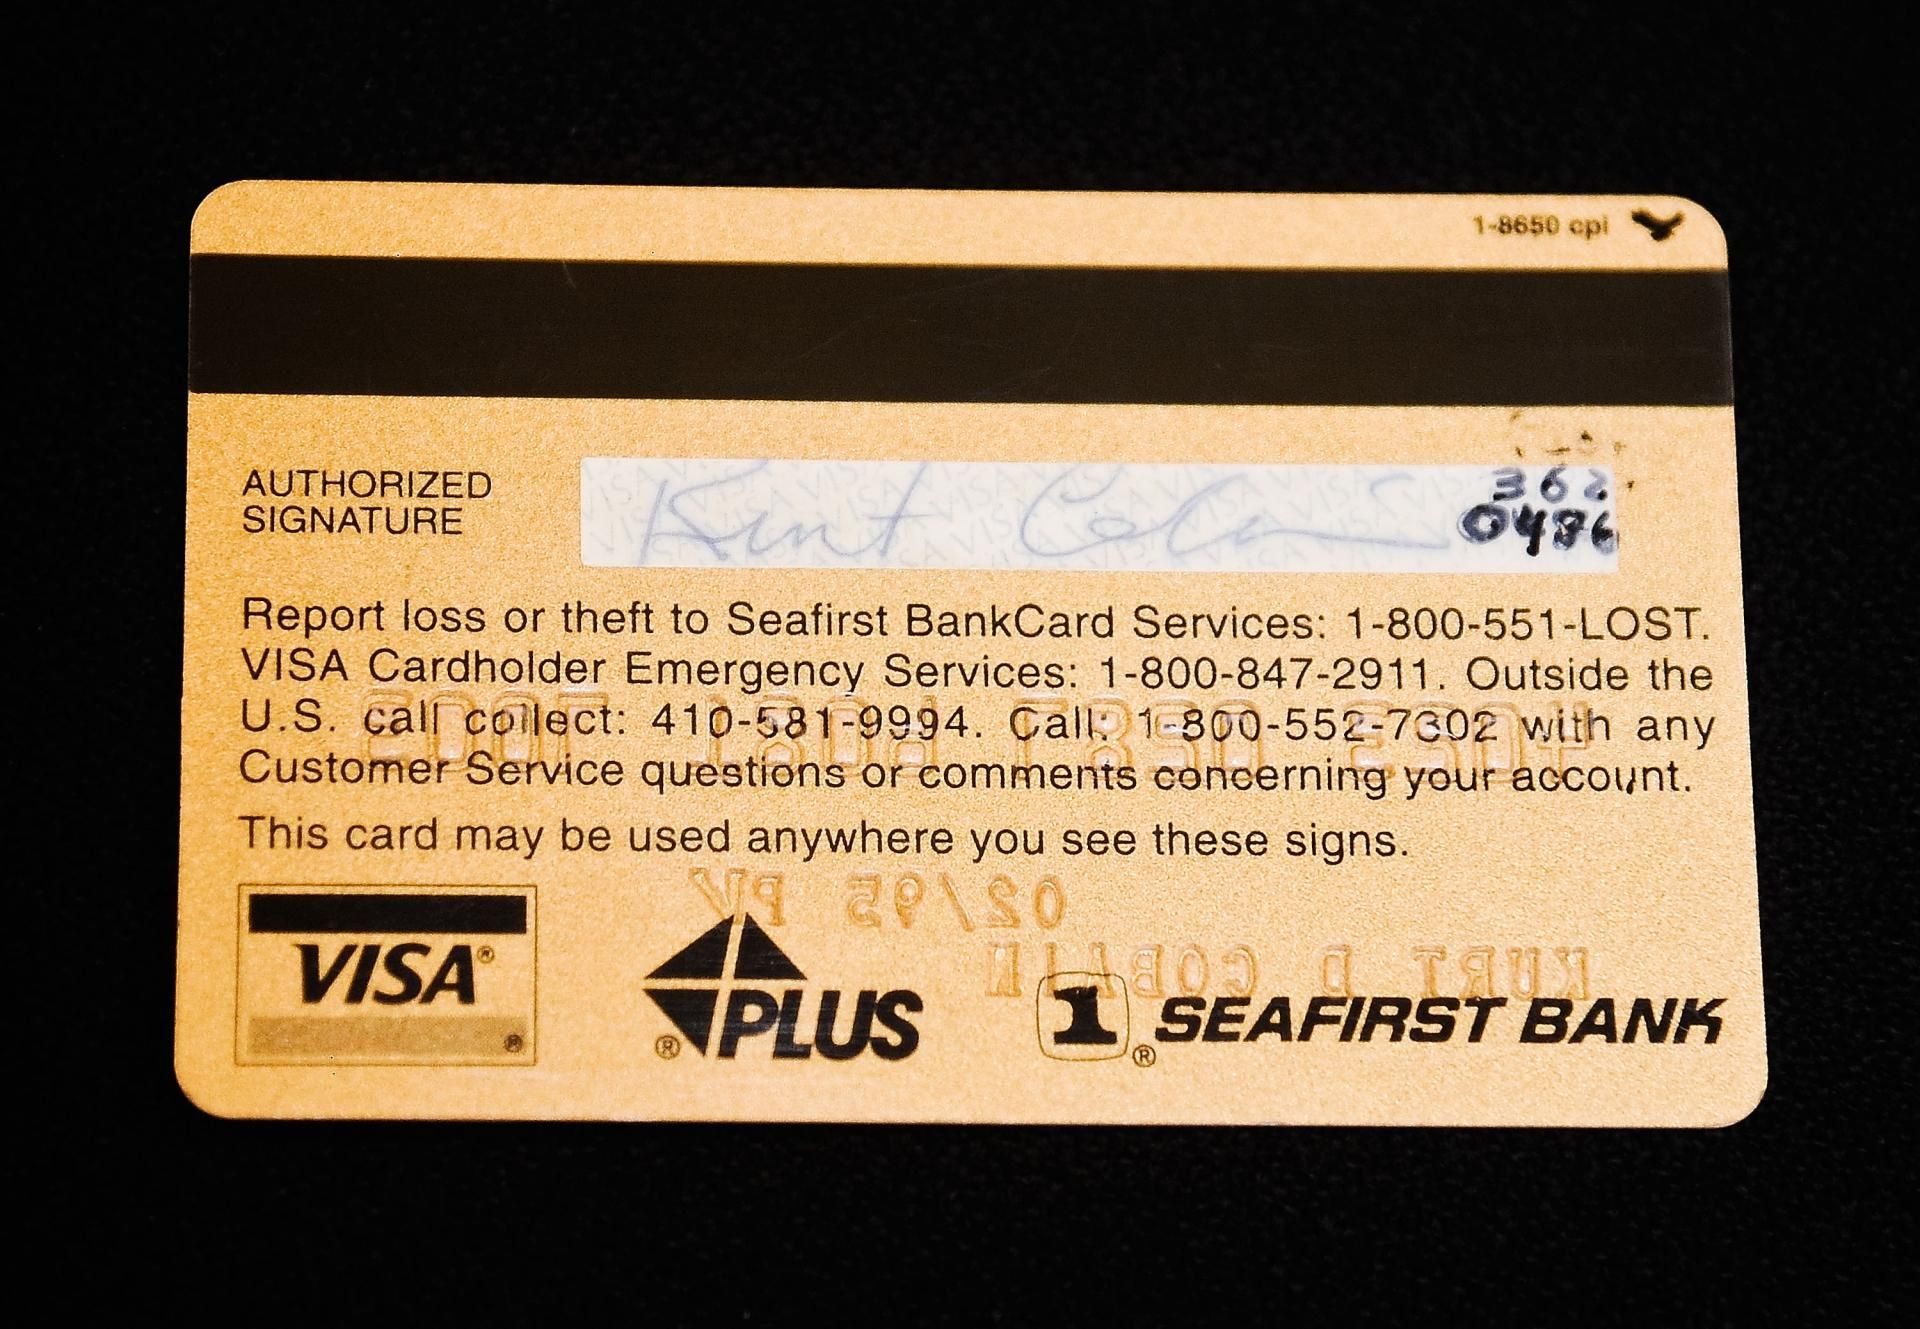 1-8650 cpi
AUTHORIZED
SIGNATURE
Kurt
362
0486
Report loss or theft to Seafirst BankCard Services: 1-800-551-LOST.
VISA Cardholder Emergency Services: 1-800-847-2911. Outside the
U.S. call collect: 410-581-9994. Call: 1-800-552-7302 with any
Customer Service questions or comments concerning your account.
This card may be used anywhere you see these signs.
02/95 PV
KURT D COBAIN
VISA®
®
PLUS
®
1
®
SEAFIRST BANK